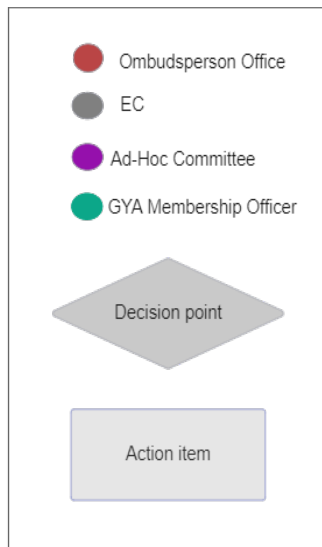 Ombudsperson Office
EC
Ad-Hoc Committee
GYA Membership Officer
Decision point
Action item